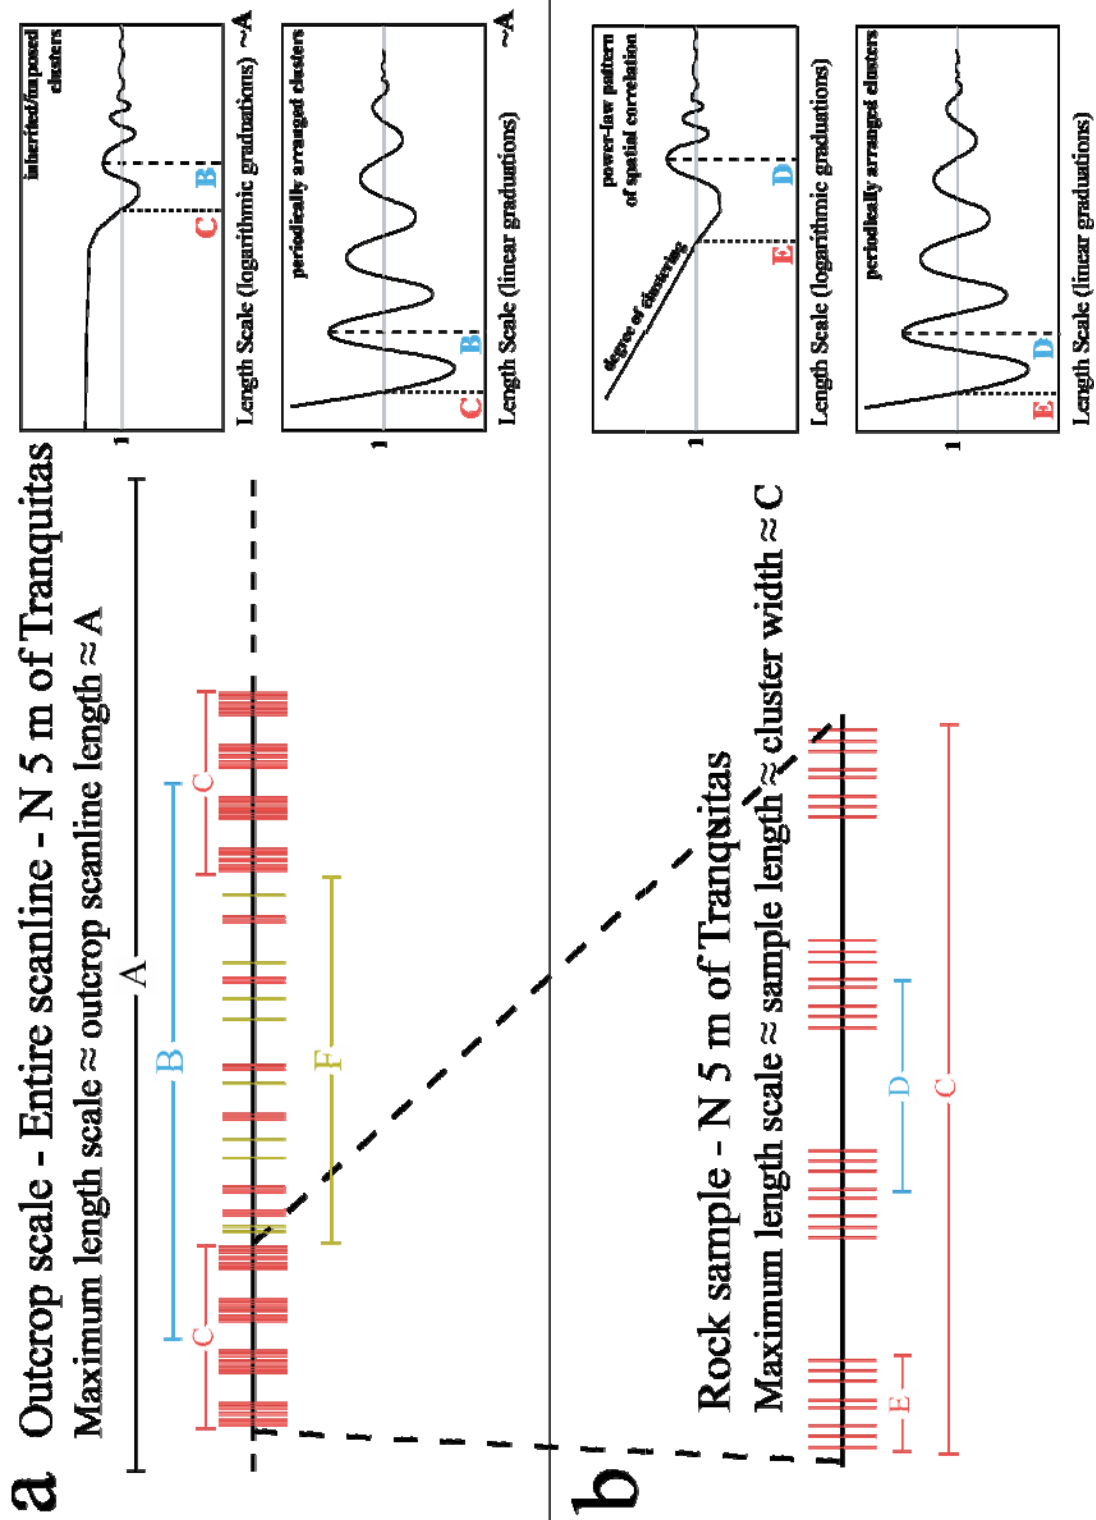 a
Outcrop scale - Entire scanline - N 5 m of Tranquitas
Maximum length scale ≈ outcrop scanline length ≈ A
A
B
C
C
F
inherited/imposed
clusters
1
C
B
Length Scale (logarithmic graduations) ~A
periodically arranged clusters
1
C
B
Length Scale (linear graduations)
~A
b
Rock sample - N 5 m of Tranquitas
Maximum length scale ≈ sample length ≈ cluster width ≈ C
E
D
C
power-law pattern
of spatial correlation
degree of clustering
1
E
D
Length Scale (logarithmic graduations)
periodically arranged clusters
1
E
D
Length Scale (linear graduations)